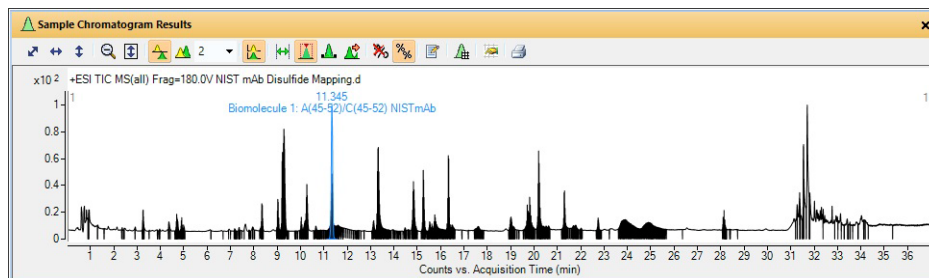 Sample Chromatogram Results
2
+ESI TIC MS(all) Frag=180.0V NIST mAb Disulfide Mapping.d
x10 2
1 1
11.345
Biomolecule 1: A(45-52)/C(45-52) NISTmAb
1
0.8
0.6
0.4
0.2
0
1 2 3 4 5 6 7 8 9 10 11 12 13 14 15 16 17 18 19 20 21 22 23 24 25 26 27 28 29 30 31 32 33 34 35 36
Counts vs. Acquisition Time (min)